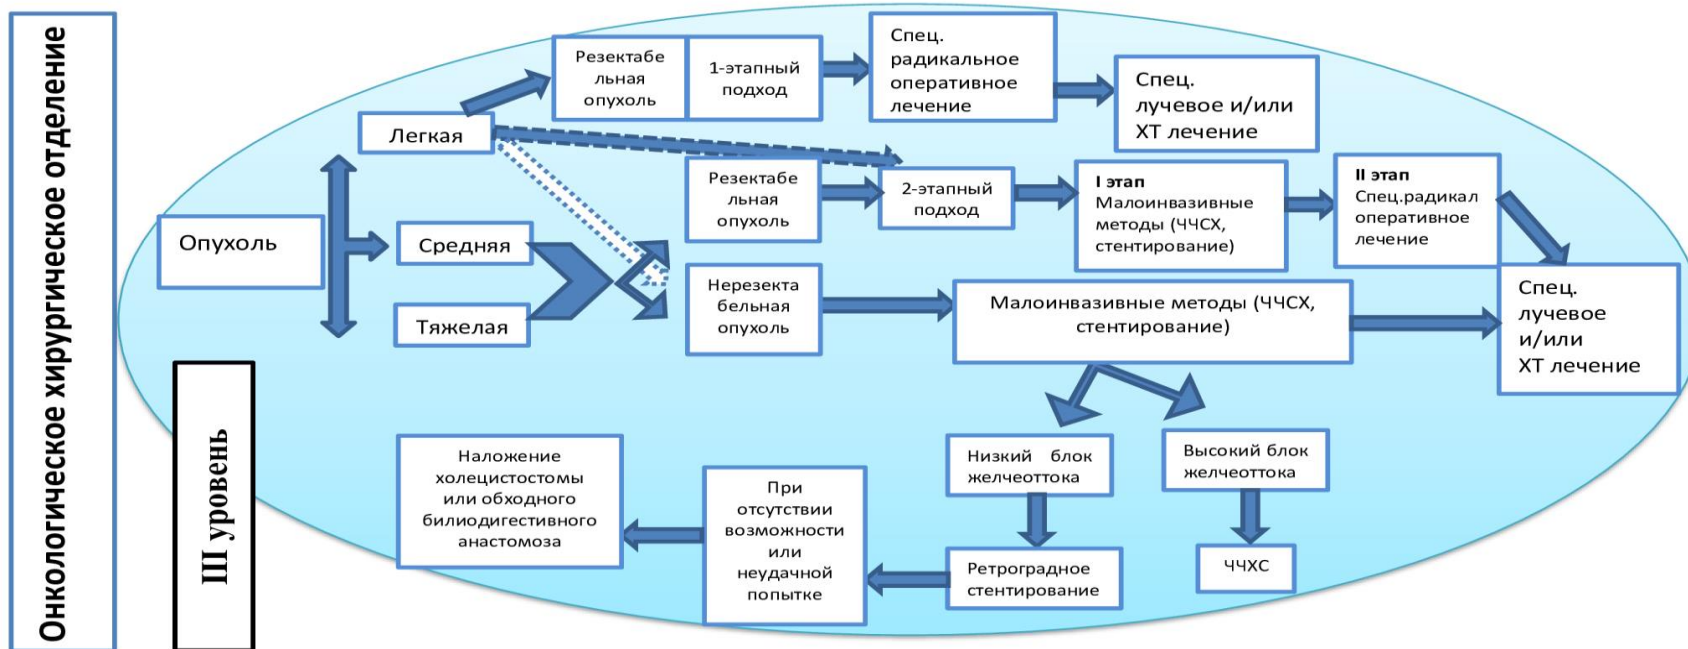 Онкологическое хирургическое отделение
III уровень
Опухоль
Легкая
Средняя
Тяжелая
Резектабе
льная
опухоль
1-этапный
подход
Спец.
радикальное
оперативное
лечение
Спец.
лучевое и/или
ХТ лечение
Резектабе
льная
опухоль
2-этапный
подход
I этап
Малоинвазивные
методы (ЧЧСХ,
стентирование)
II этап
Спец.радикал
оперативное
лечение
Нерезекта
бельная
опухоль
Малоинвазивные методы (ЧЧСХ,
стентирование)
Спец.
лучевое
и/или
ХТ лечение
Низкий блок
желчеоттока
Высокий блок
желчеоттока
Ретроградное
стентирование
ЧЧХС
При
отсутствии
возможности
или
неудачной
попытке
Наложение
холецистостомы
или обходного
билиодигестивного
анастомоза